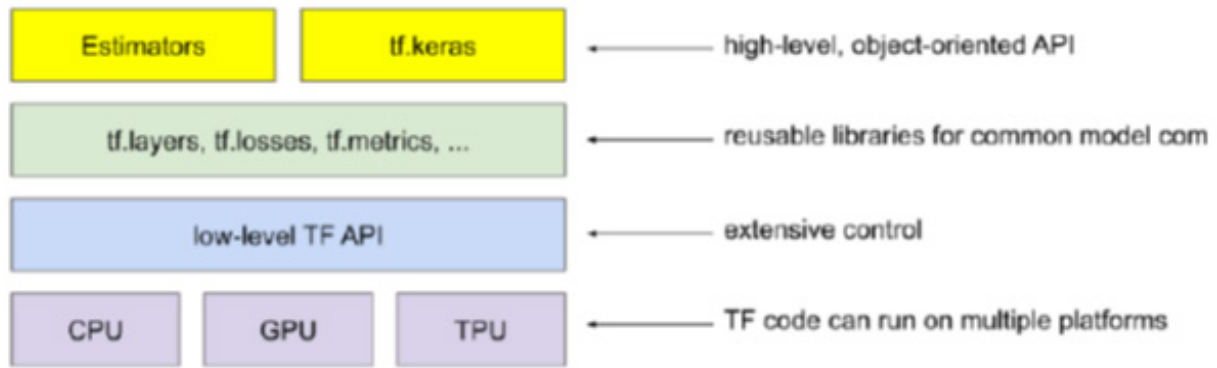 Estimators
tf.keras
high-level, object-oriented API
tf.layers, tf.losses, tf.metrics, ...
reusable libraries for common model com
low-level TF API
extensive control
CPU
GPU
TPU
TF code can run on multiple platforms